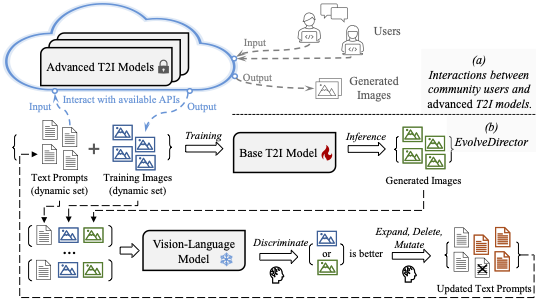 Input
Users
Advanced T2I Models
Output
Generated
Images
(a)
Interactions between
community users and
advanced T2I models.
Input
Interact with available APIs
Output
(b)
EvolveDirector
Training
Base T2I Model
Inference
{
+
}
{
}
Text Prompts
(dynamic set)
Training Images
(dynamic set)
Generated Images
{
}
...
{
}
Vision-Language
Model
Discriminate
{
or
}
is better
Expand, Delete,
Mutate
{
}
Updated Text Prompts